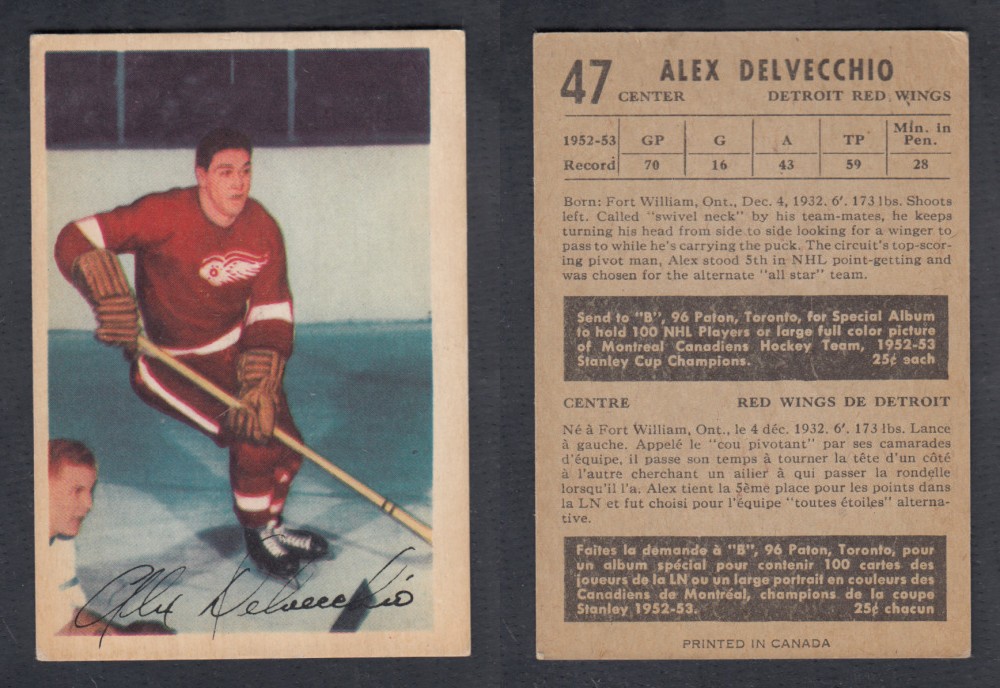 Alex Delvecchio
47 ALEX DELVECCHIO
CENTER DETROIT RED WINGS
1952-53 Record GP G A TP Min. in Pen.
70 16 43 59 28
Born: Fort William, Ont., Dec. 4, 1932. 6'. 173 lbs. Shoots
left. Called "swivel neck" by his team-mates, he keeps
turning his head from side to side looking for a winger to
pass to while he's carrying the puck. The circuit's top-scor-
ing pivot man, Alex stood 5th in NHL point-getting and
was chosen for the alternate "all star" team.
Send to "B", 96 Paton, Toronto, for Special Album
to hold 100 NHL Players or large full color picture
of Montreal Canadiens Hockey Team, 1952-53
Stanley Cup Champions. 25¢ each
CENTRE RED WINGS DE DETROIT
Né à Fort William, Ont., le 4 déc. 1932. 6'. 173 lbs. Lance
à gauche. Appelé le "cou pivotant" par ses camarades
d'équipe, il passe son temps à tourner la tête d'un côté
à l'autre cherchant un ailier à qui passer la rondelle
lorsqu'il l'a. Alex tient la 5ème place pour les points dans
la LN et fut choisi pour l'équipe "toutes étoiles" alterna-
tive.
Faites la demande à "B", 96 Paton, Toronto, pour
un album spécial pour contenir 100 cartes des
joueurs de la LN ou un large portrait en couleurs des
Canadiens de Montréal, champions de la coupe
Stanley 1952-53. 25¢ chacun
PRINTED IN CANADA